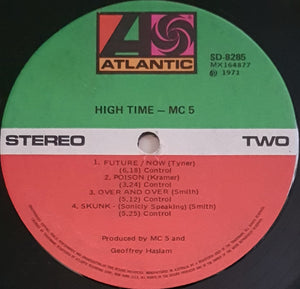 ATLANTIC
SD-8285
MX164877
℗ 1971
HIGH TIME – MC 5
STEREO TWO
1. FUTURE / NOW (Tyner)
(6,18) Control
2. POISON (Kramer)
(3,24) Control
3. OVER AND OVER (Smith)
(5,12) Control
4. SKUNK - (Sonicly Speaking) (Smith)
(5,25) Control
Produced by MC 5 and
Geoffrey Haslam